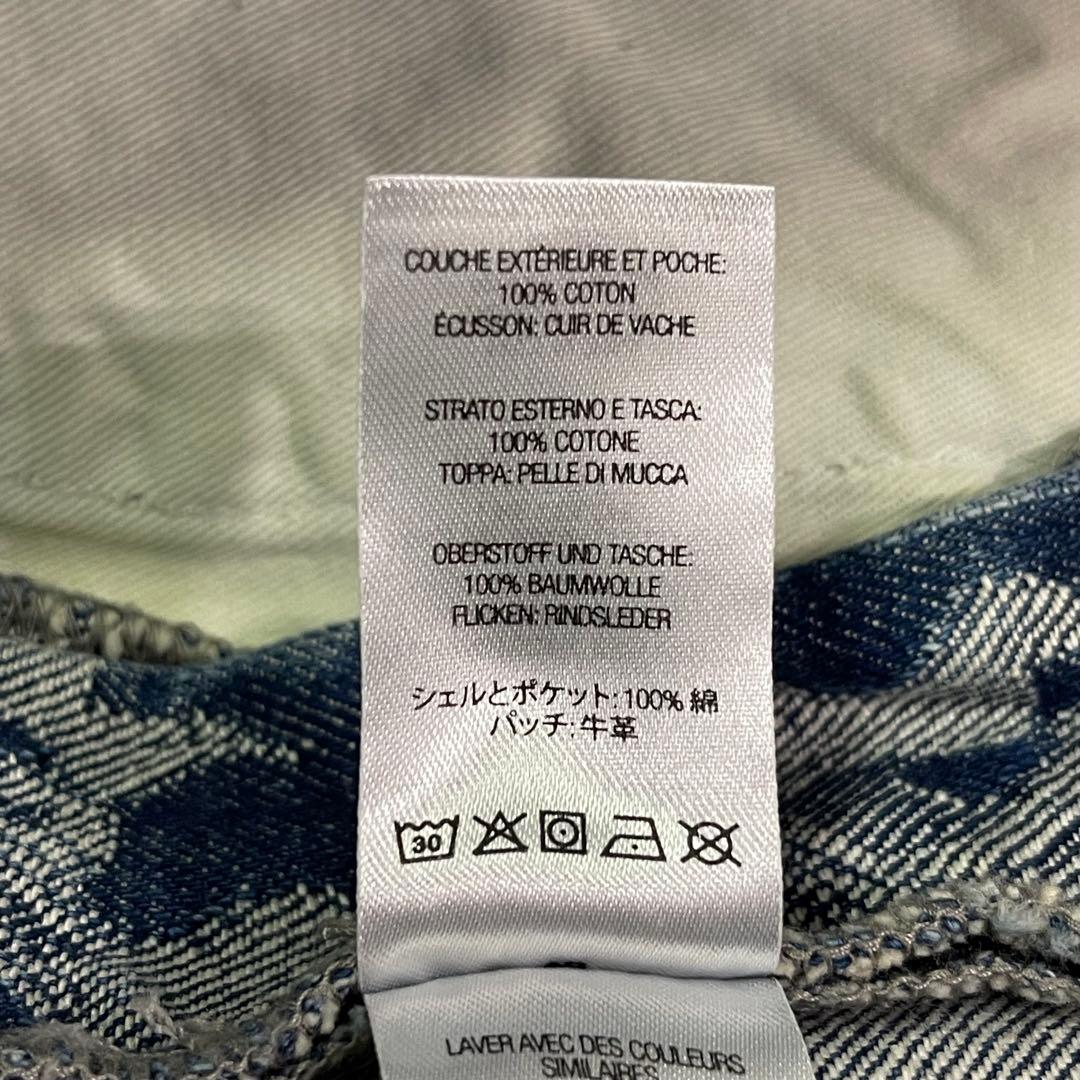 COUCHE EXTÉRIEURE ET POCHE:
100% COTON
ÉCUSSON: CUIR DE VACHE
STRATO ESTERNO E TASCA:
100% COTONE
TOPPA: PELLE DI MUCCA
OBERSTOFF UND TASCHE:
100% BAUMWOLLE
FLICKEN: RINDSLEDER
シェルとポケット:100% 綿
パッチ:牛革
30
LAVER AVEC DES COULEURS
SIMILAIRES